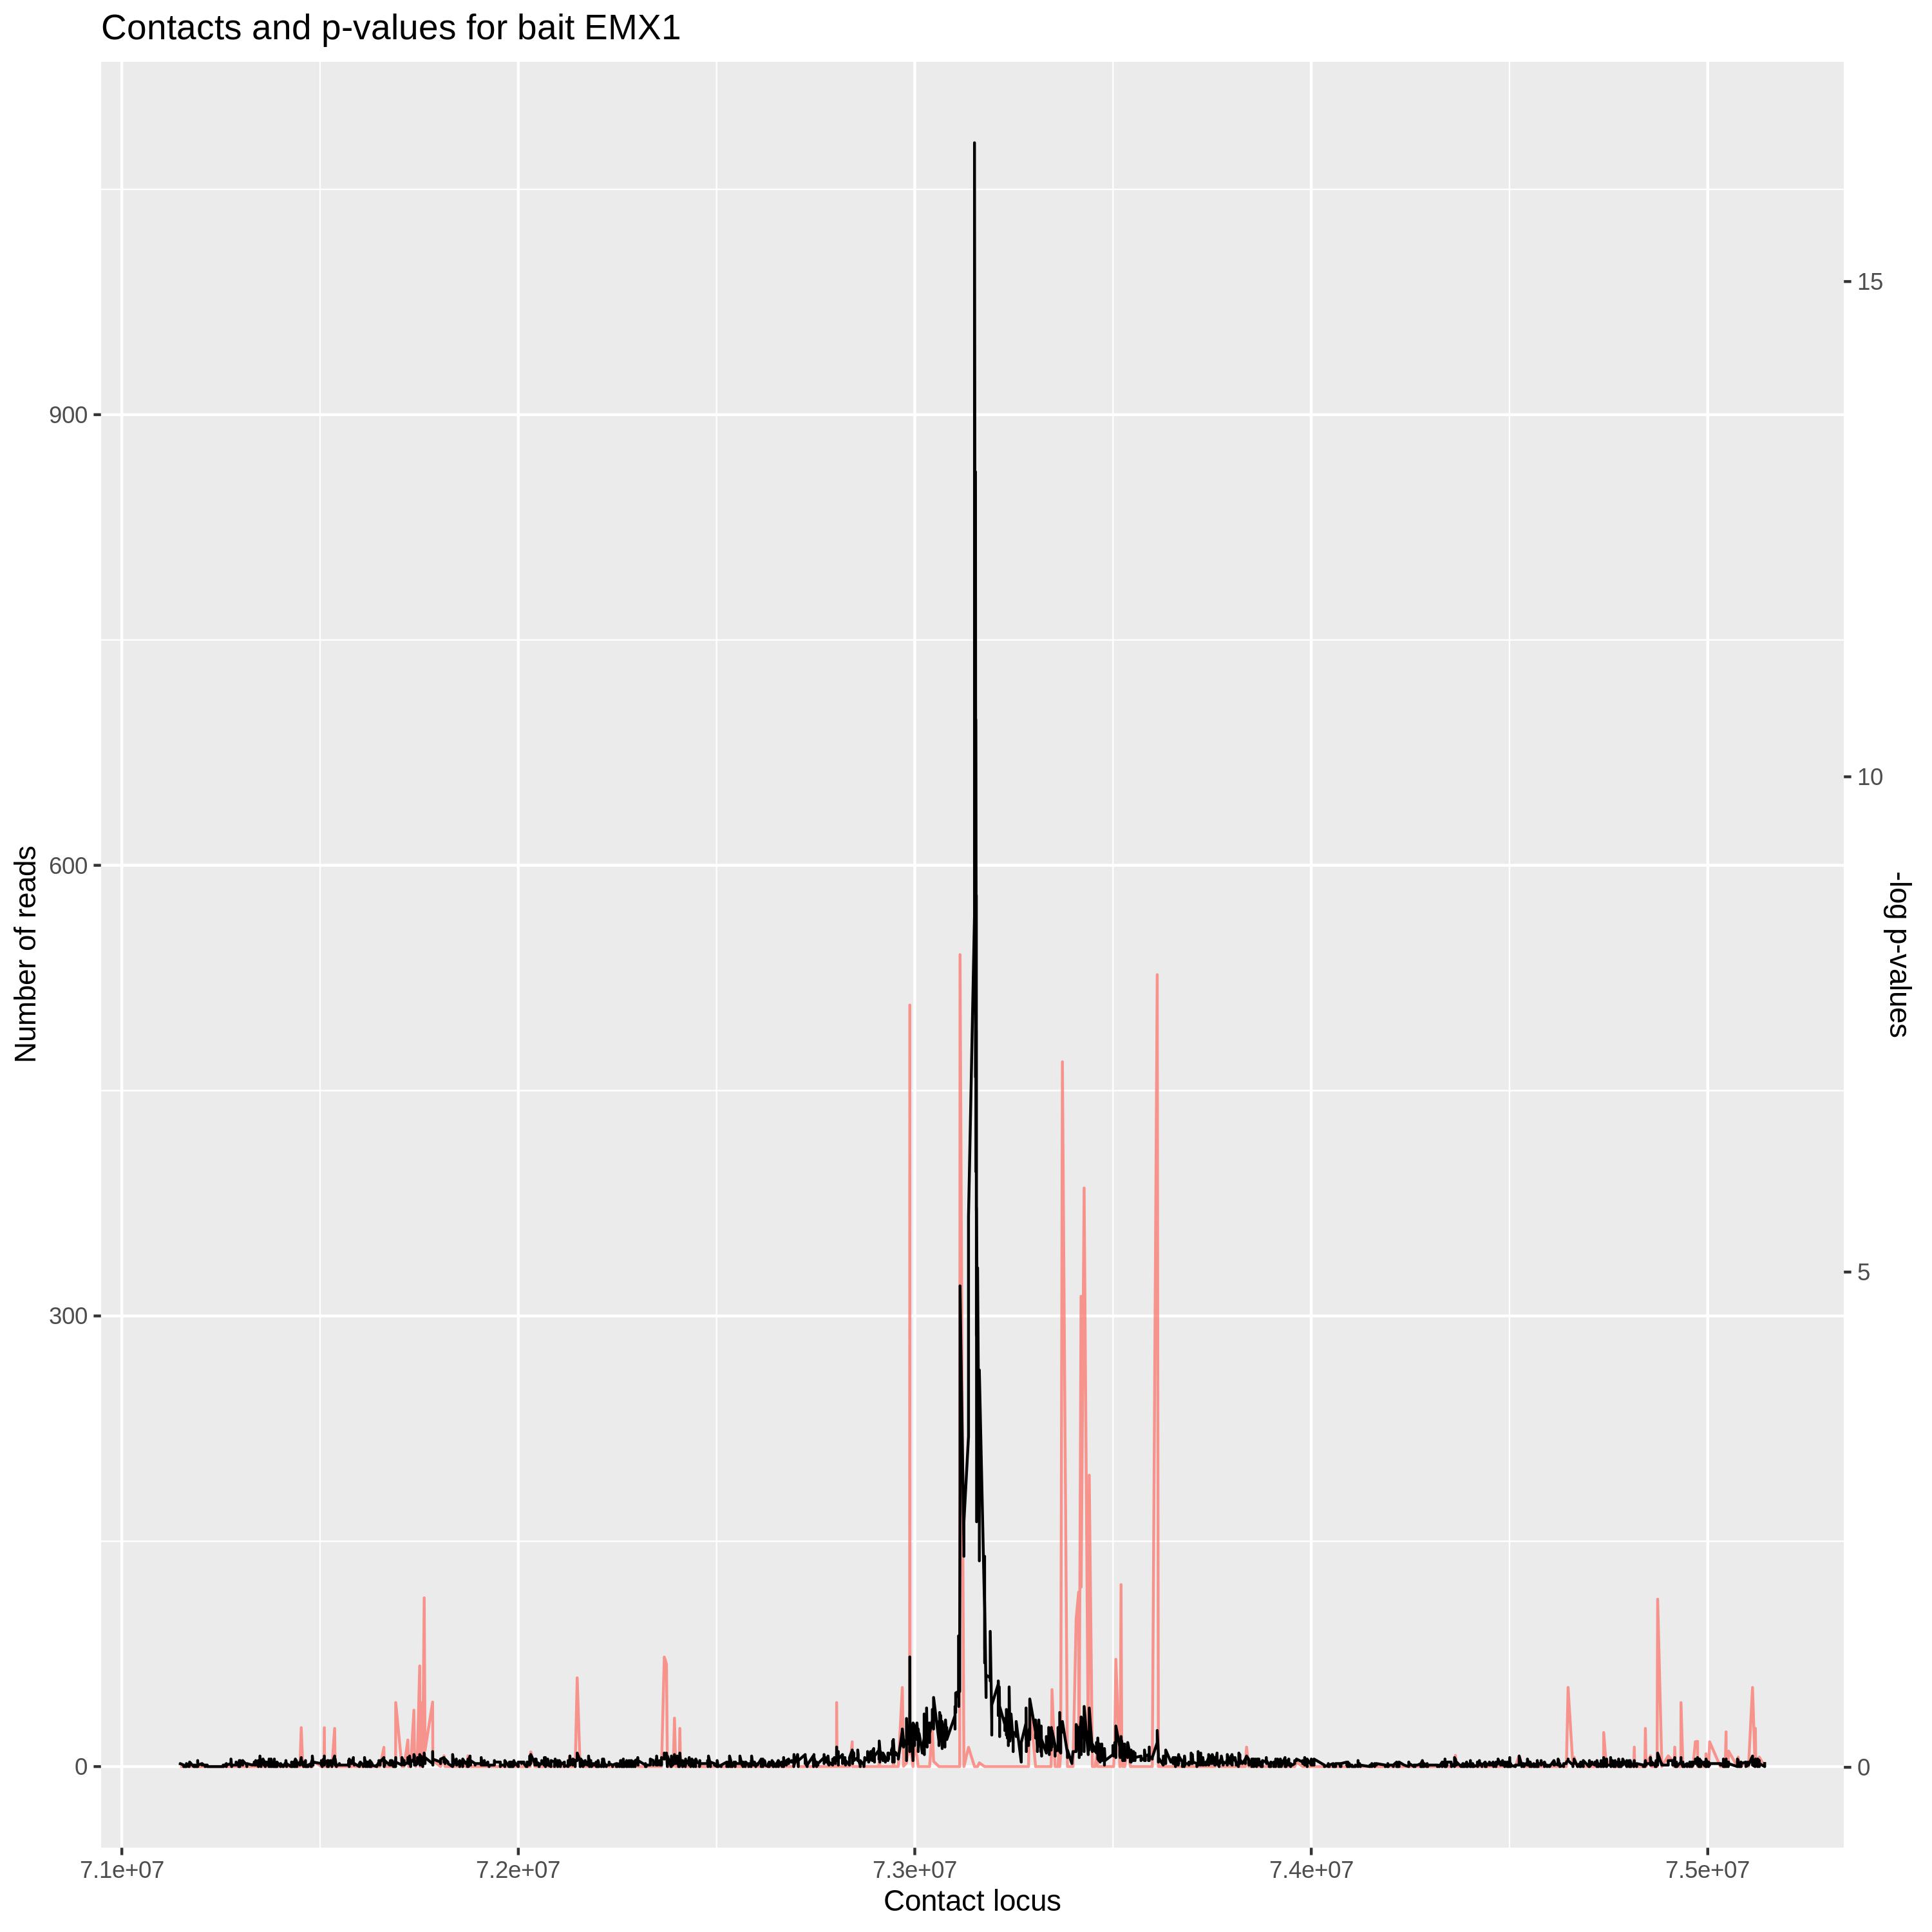 Contacts and p-values for bait EMX1
900
600
300
0
15
10
5
0
Number of reads
-log p-values
7.1e+07 7.2e+07 7.3e+07 7.4e+07 7.5e+07
Contact locus